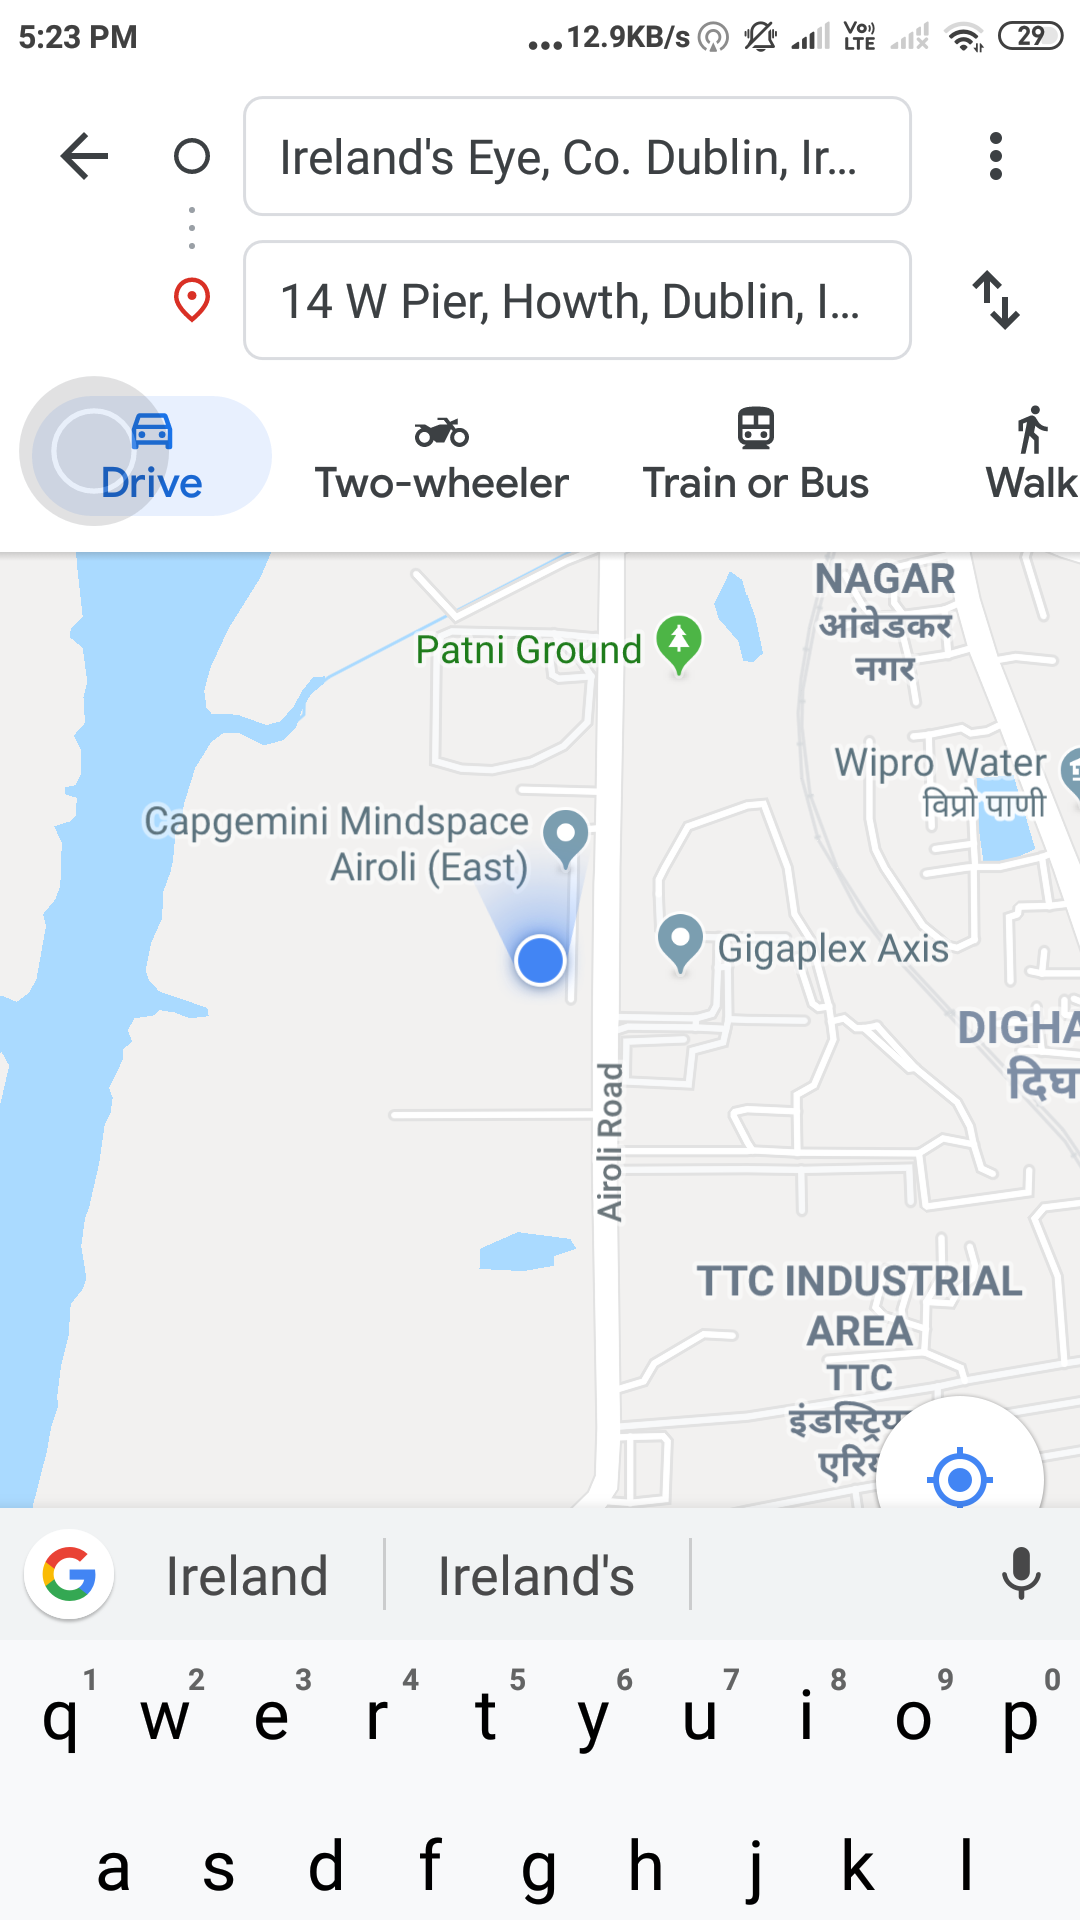 5:23 PM
...12.9KB/s
Vo))
LTE
29
Ireland's Eye, Co. Dublin, Ir...
14 W Pier, Howth, Dublin, I...
Drive
Two-wheeler
Train or Bus
Walk
NAGAR
आंबेडकर
नगर
Patni Ground
Wipro Water
विप्रो पाणी
Capgemini Mindspace
Airoli (East)
Gigaplex Axis
DIGHA
दिघ
Airoli Road
TTC INDUSTRIAL
AREA
TTC
इंडस्ट्रिय
एरिय
G
Ireland
Ireland's
1 2 3 4 5 6 7 8 9 0
q w e r t y u i o p
a s d f g h j k l